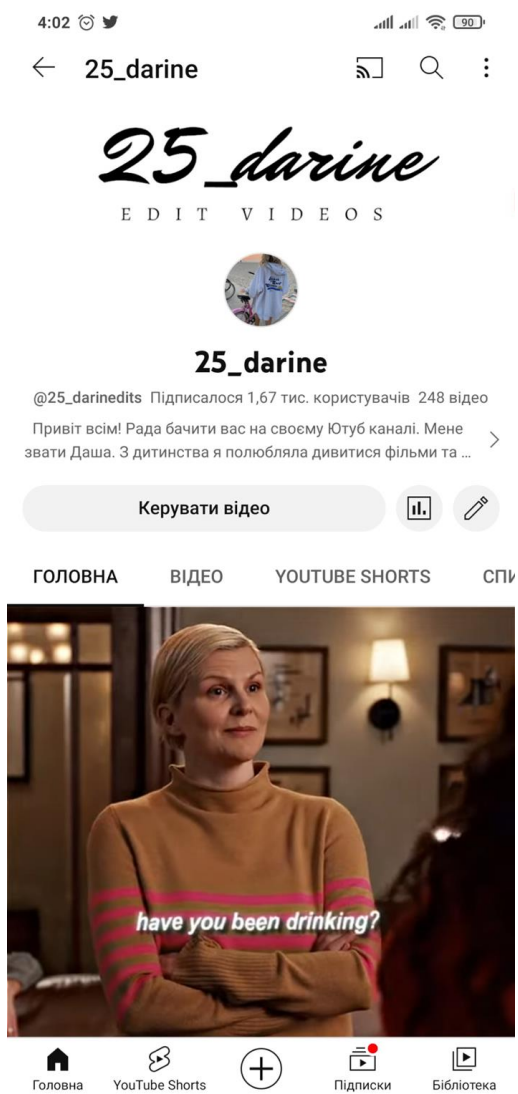 4:02
90
25_darine
25_darine
EDIT VIDEOS
25_darine
@25_darinedits Підписалося 1,67 тис. користувачів 248 відео
Привіт всім! Рада бачити вас на своєму Ютуб каналі. Мене
звати Даша. З дитинства я полюбляла дивитися фільми та ...
Керувати відео
ГОЛОВНА ВІДЕО YOUTUBE SHORTS СПИ
have you been drinking?
Головна YouTube Shorts Підписки Бібліотека